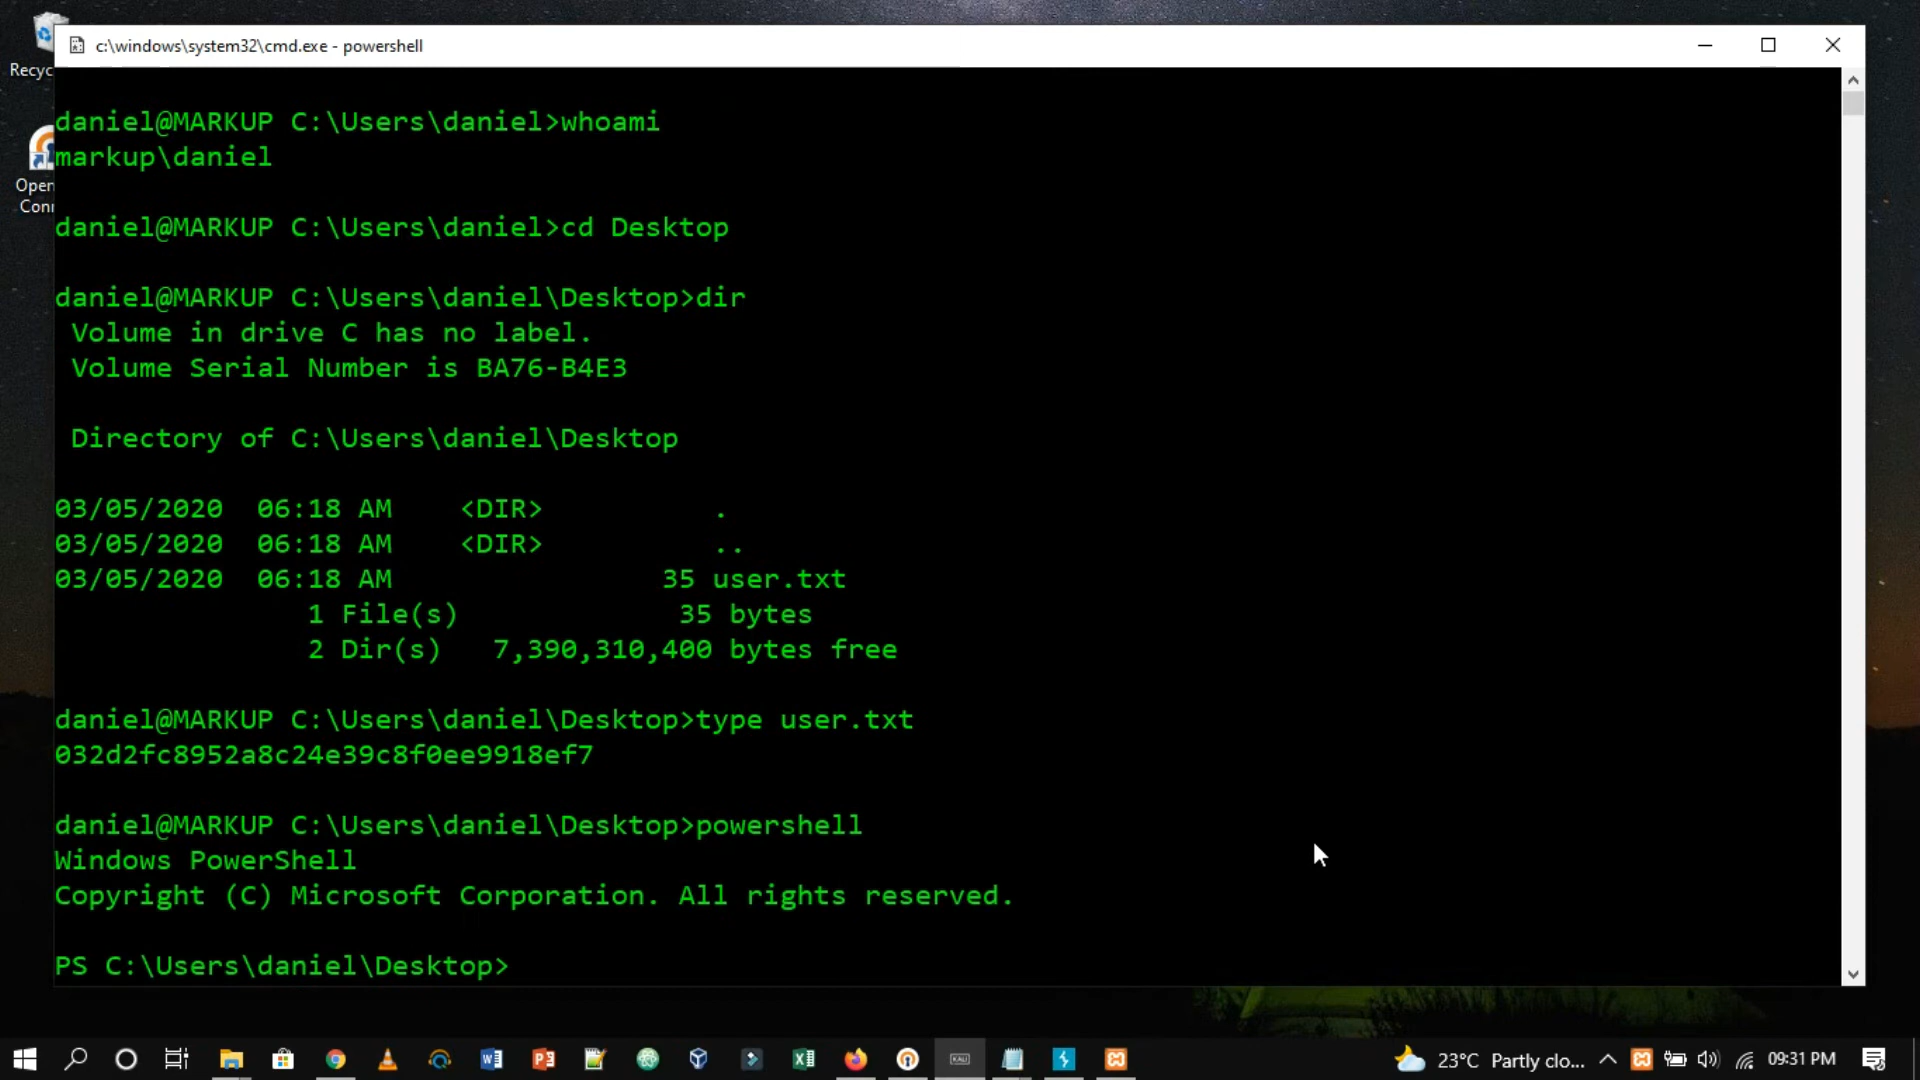 Recyc
Open
Conn
c:\windows\system32\cmd.exe - powershell
daniel@MARKUP C:\Users\daniel>whoami
markup\daniel
daniel@MARKUP C:\Users\daniel>cd Desktop
daniel@MARKUP C:\Users\daniel\Desktop>dir
Volume in drive C has no label.
Volume Serial Number is BA76-B4E3
Directory of C:\Users\daniel\Desktop
03/05/2020  06:18 AM    <DIR>          .
03/05/2020  06:18 AM    <DIR>          ..
03/05/2020  06:18 AM                35 user.txt
1 File(s)             35 bytes
2 Dir(s)   7,390,310,400 bytes free
daniel@MARKUP C:\Users\daniel\Desktop>type user.txt
032d2fc8952a8c24e39c8f0ee9918ef7
daniel@MARKUP C:\Users\daniel\Desktop>powershell
Windows PowerShell
Copyright (C) Microsoft Corporation. All rights reserved.
PS C:\Users\daniel\Desktop>
KALI
23°C Partly clo... 09:31 PM